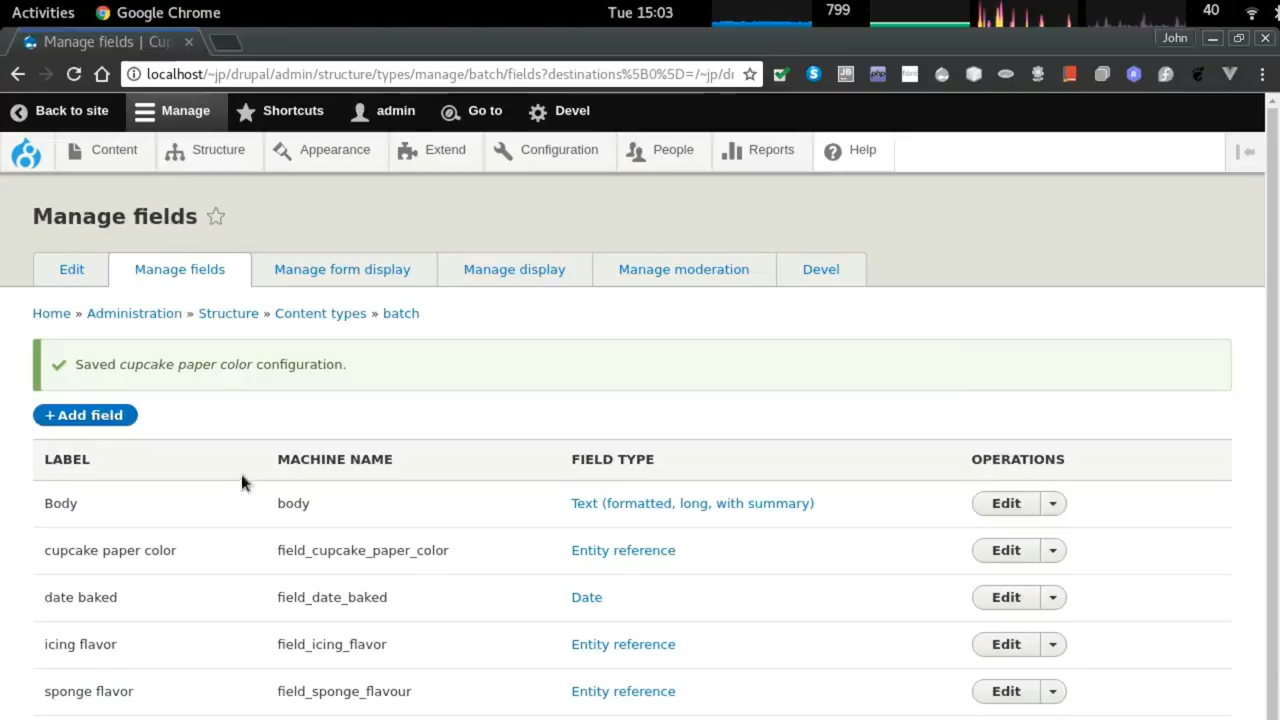 Activities Google Chrome Tue 15:03 799 40
Manage fields | Cup John
localhost/~jp/drupal/admin/structure/types/manage/batch/fields?destinations%5B0%5D=/~jp/dr
Back to site Manage Shortcuts admin Go to Devel
Content Structure Appearance Extend Configuration People Reports Help
Manage fields
Edit Manage fields Manage form display Manage display Manage moderation Devel
Home » Administration » Structure » Content types » batch
Saved cupcake paper color configuration.
+ Add field
LABEL MACHINE NAME FIELD TYPE OPERATIONS
Body body Text (formatted, long, with summary) Edit
cupcake paper color field_cupcake_paper_color Entity reference Edit
date baked field_date_baked Date Edit
icing flavor field_icing_flavor Entity reference Edit
sponge flavor field_sponge_flavour Entity reference Edit